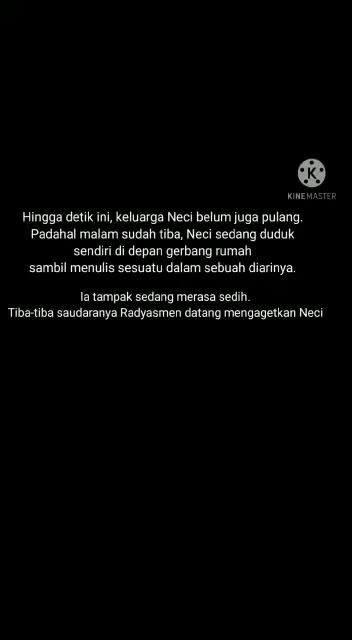 KINEMASTER
Hingga detik ini, keluarga Neci belum juga pulang.
Padahal malam sudah tiba, Neci sedang duduk
sendiri di depan gerbang rumah
sambil menulis sesuatu dalam sebuah diarinya.
Ia tampak sedang merasa sedih.
Tiba-tiba saudaranya Radyasmen datang mengagetkan Neci